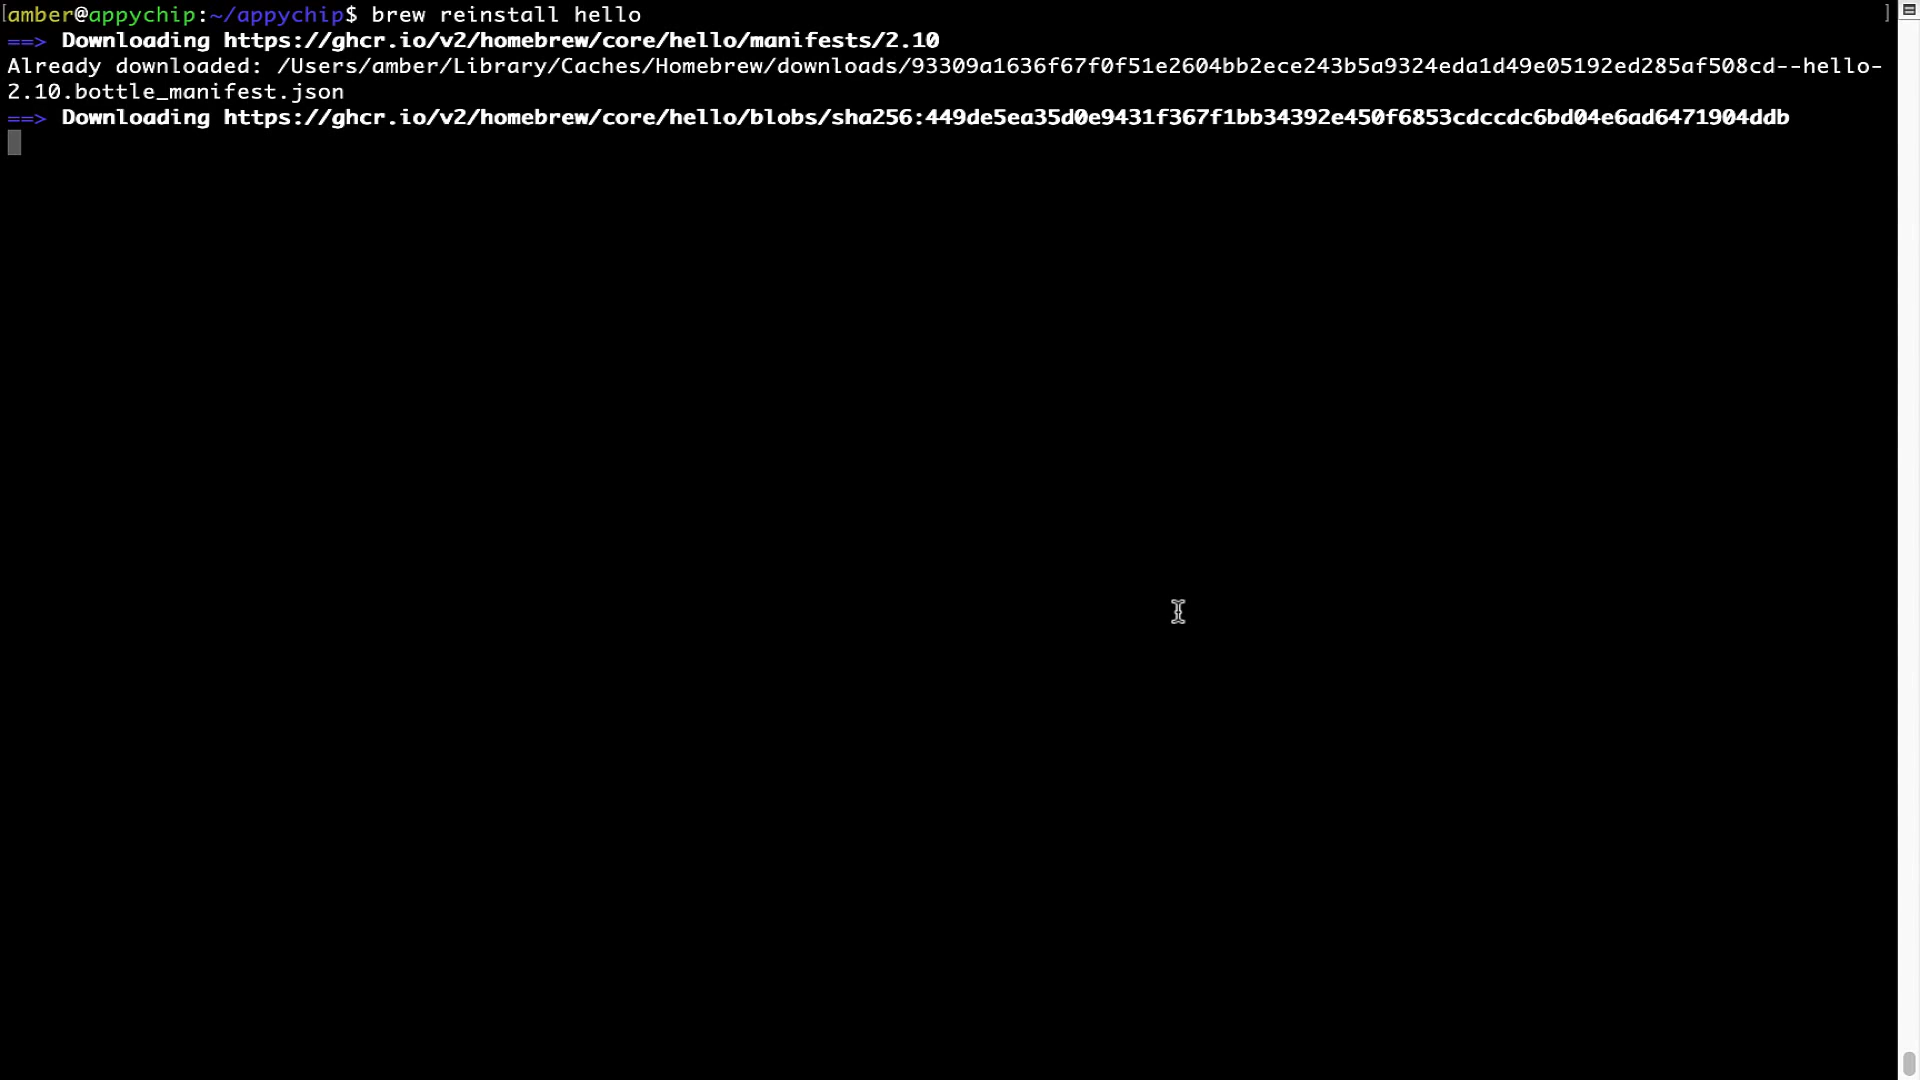 [amber@appychip:~/appychip$ brew reinstall hello ]
==> Downloading https://ghcr.io/v2/homebrew/core/hello/manifests/2.10
Already downloaded: /Users/amber/Library/Caches/Homebrew/downloads/93309a1636f67f0f51e2604bb2ece243b5a9324eda1d49e05192ed285af508cd--hello-
2.10.bottle_manifest.json
==> Downloading https://ghcr.io/v2/homebrew/core/hello/blobs/sha256:449de5ea35d0e9431f367f1bb34392e450f6853cdccdc6bd04e6ad6471904ddb